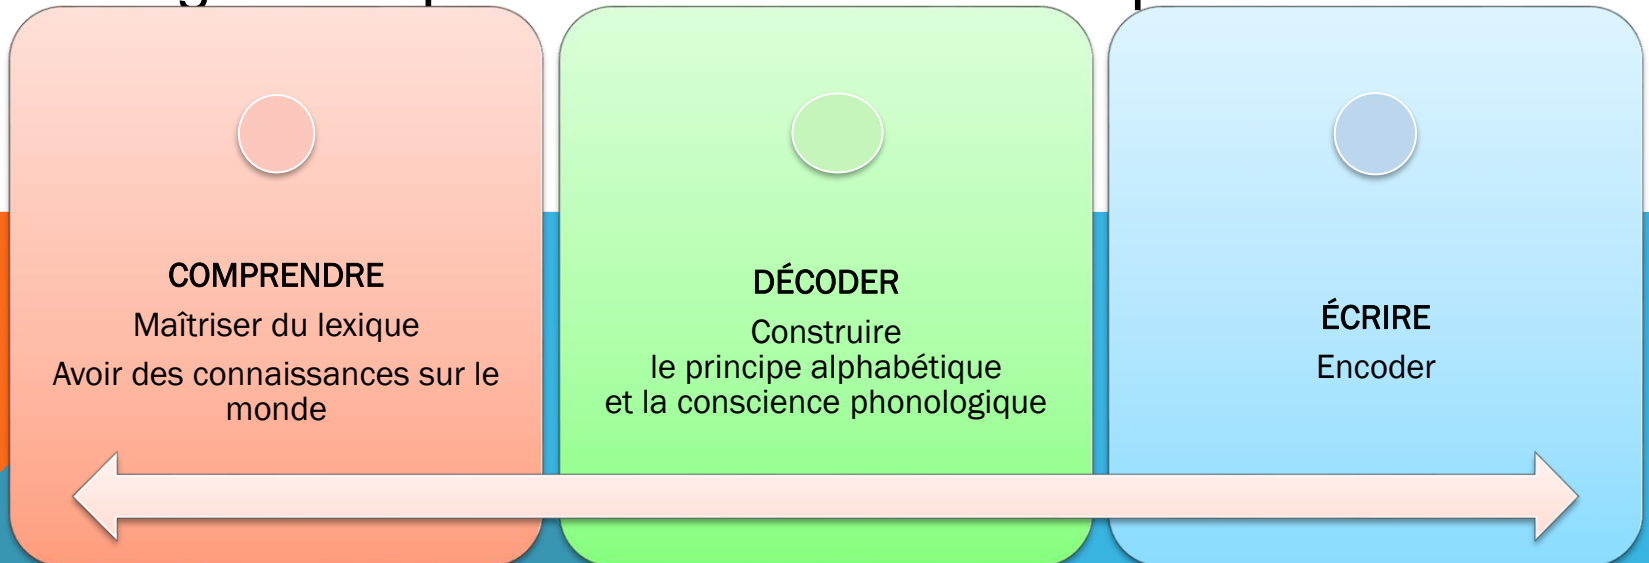 COMPRENDRE
Maîtriser du lexique
Avoir des connaissances sur le
monde
DÉCODER
Construire
le principe alphabétique
et la conscience phonologique
ÉCRIRE
Encoder